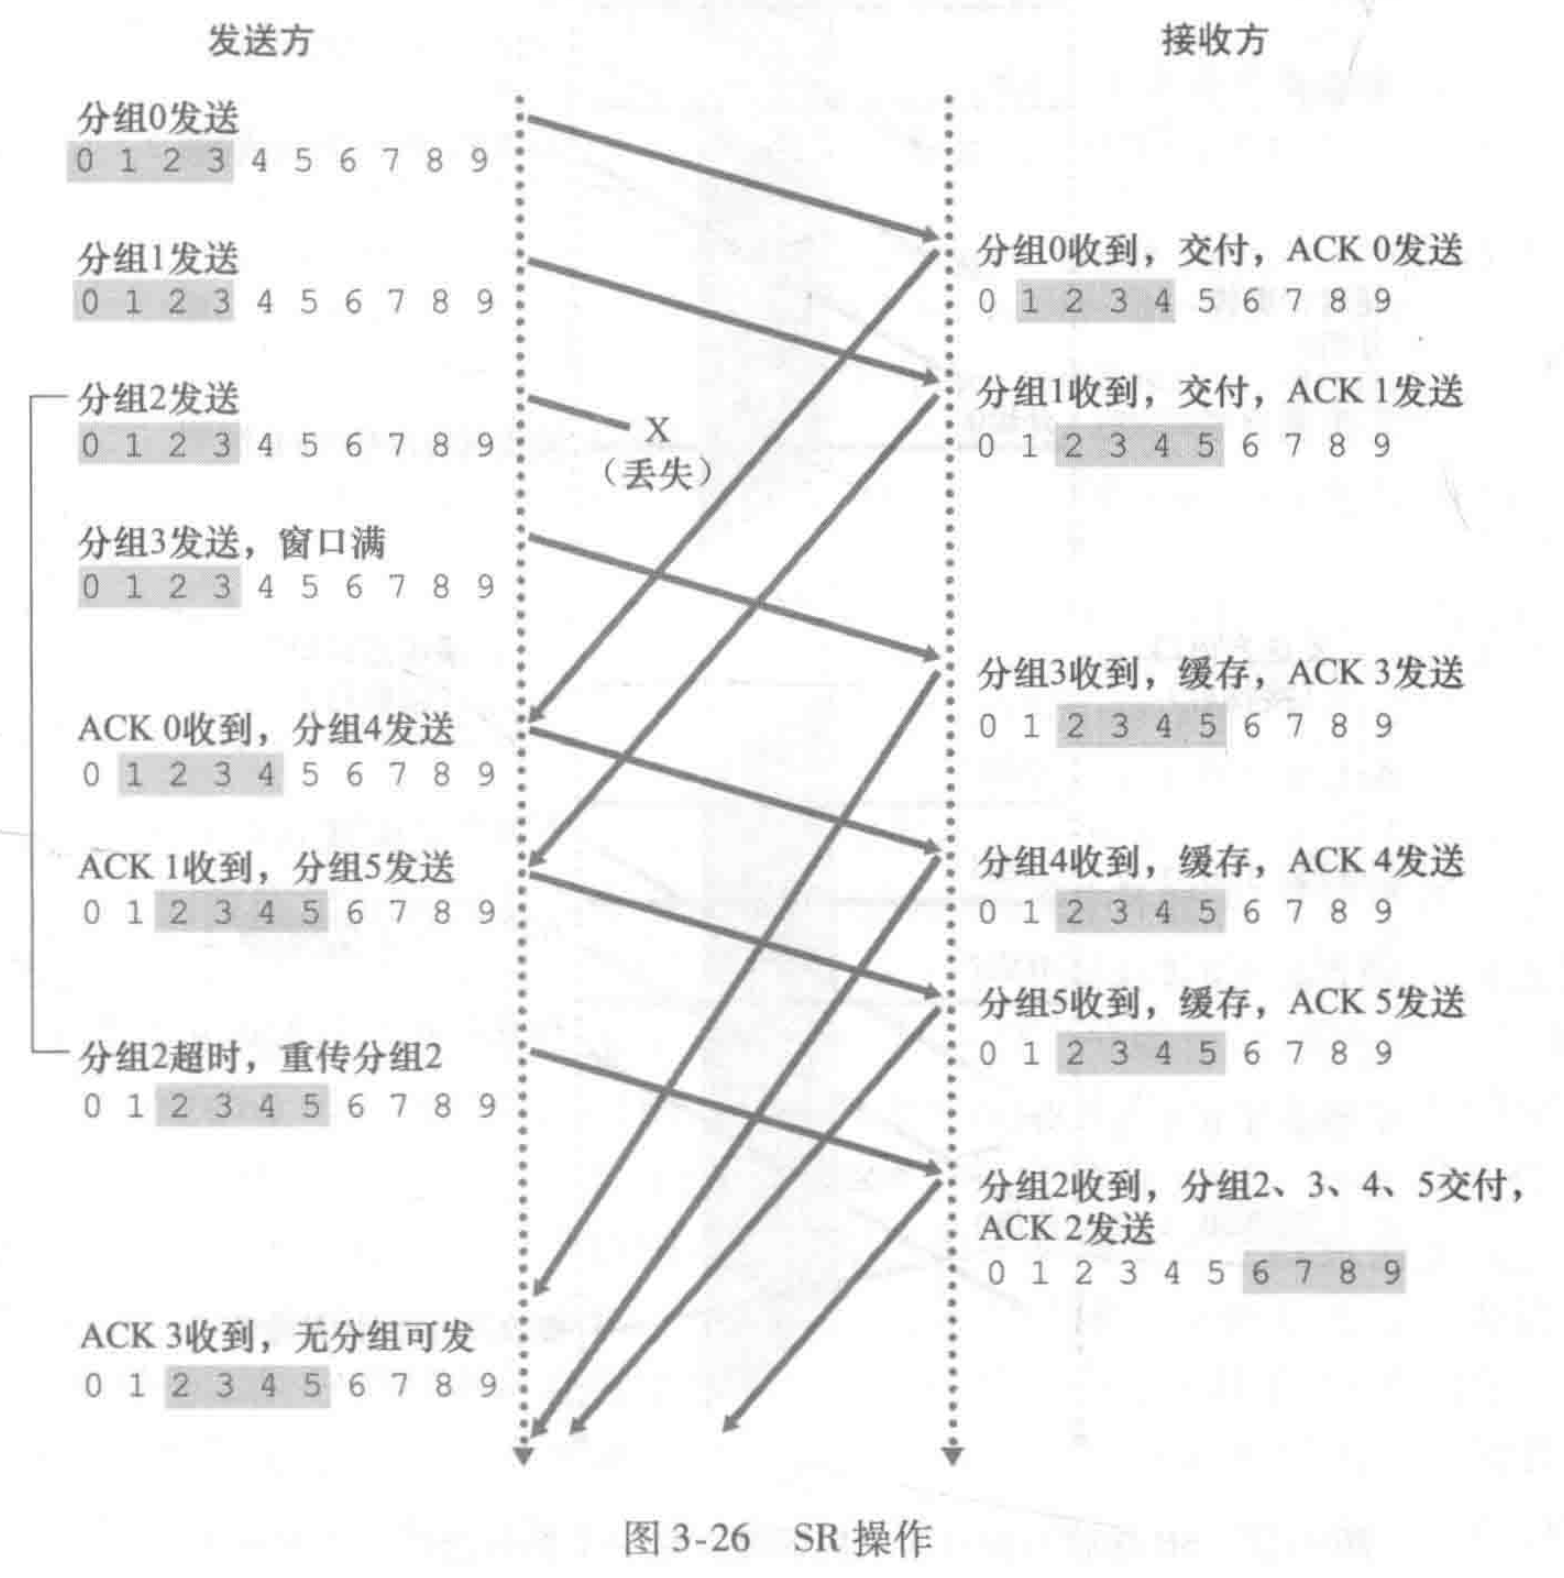 发送方
接收方
分组0发送
0 1 2 3 4 5 6 7 8 9
分组0收到，交付，ACK 0发送
0 1 2 3 4 5 6 7 8 9
分组1发送
0 1 2 3 4 5 6 7 8 9
分组1收到，交付，ACK 1发送
0 1 2 3 4 5 6 7 8 9
分组2发送
0 1 2 3 4 5 6 7 8 9
X
（丢失）
分组3发送，窗口满
0 1 2 3 4 5 6 7 8 9
分组3收到，缓存，ACK 3发送
0 1 2 3 4 5 6 7 8 9
ACK 0收到，分组4发送
0 1 2 3 4 5 6 7 8 9
分组4收到，缓存，ACK 4发送
0 1 2 3 4 5 6 7 8 9
ACK 1收到，分组5发送
0 1 2 3 4 5 6 7 8 9
分组5收到，缓存，ACK 5发送
0 1 2 3 4 5 6 7 8 9
分组2超时，重传分组2
0 1 2 3 4 5 6 7 8 9
分组2收到，分组2、3、4、5交付，
ACK 2发送
0 1 2 3 4 5 6 7 8 9
ACK 3收到，无分组可发
0 1 2 3 4 5 6 7 8 9
图 3-26 SR 操作